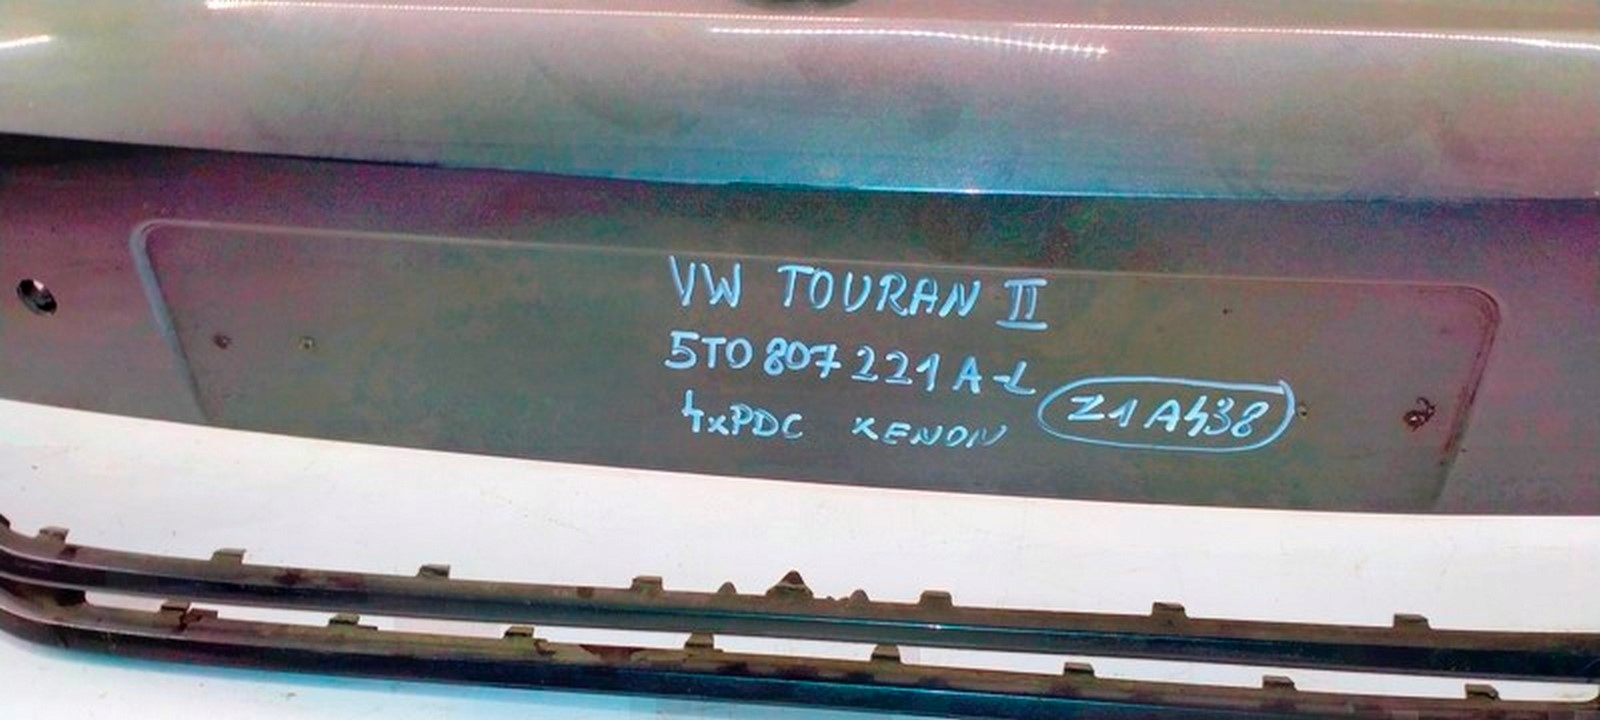 VW TOURAN II
5T0 807 221 A-L
4xPDC XENON
Z1A438